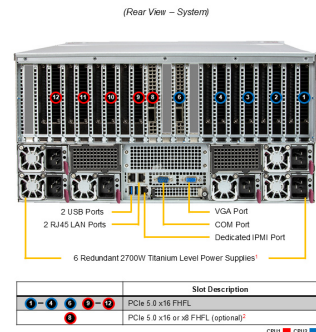 (Rear View – System)
12 11 10 9 8 6 4 3 2 1
2 USB Ports
2 RJ45 LAN Ports
VGA Port
COM Port
Dedicated IPMI Port
6 Redundant 2700W Titanium Level Power Supplies¹
Slot Description
1 - 4 6 9 - 12 PCIe 5.0 x16 FHFL
8 PCIe 5.0 x16 or x8 FHFL (optional)²
CPU1 CPU2